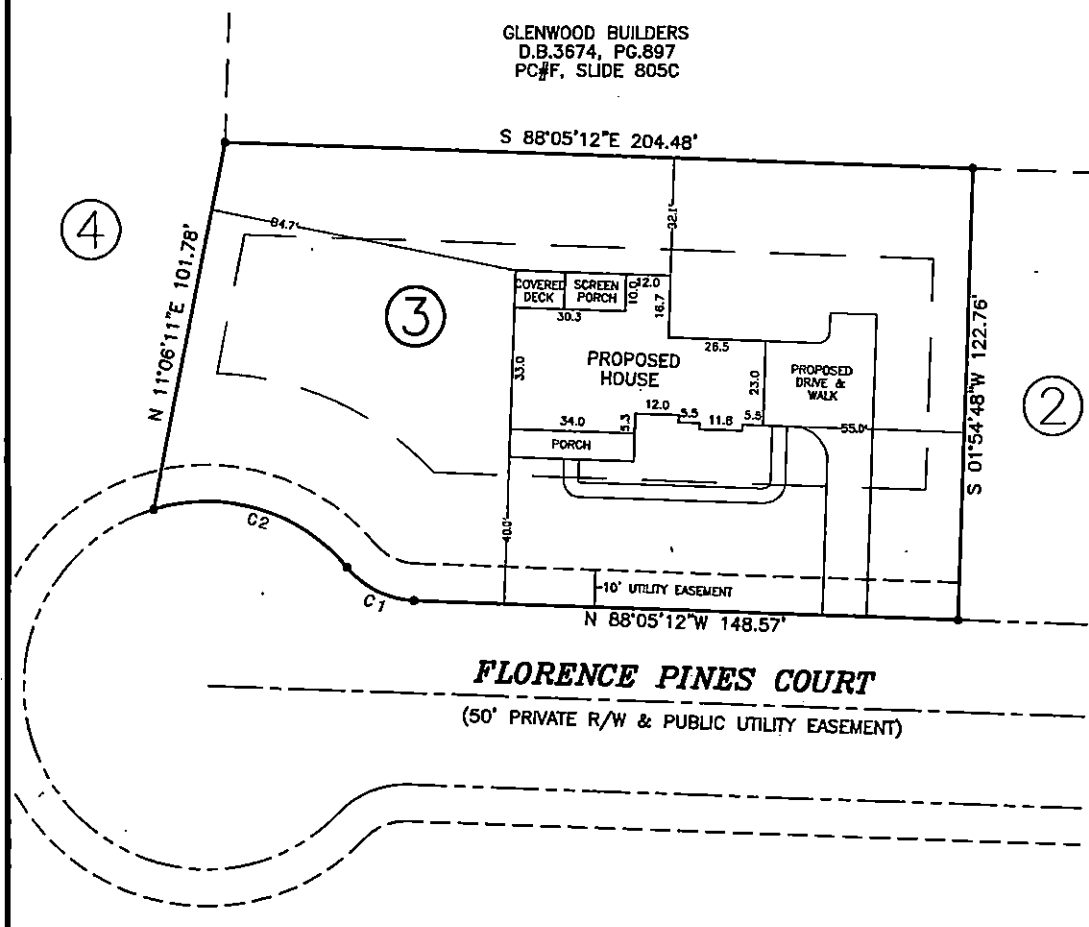 GLENWOOD BUILDERS
D.B.3674, PG.897
PC#F, SLIDE 805C
S 88°05'12"E 204.48'
4
N 11°06'11"E 101.78'
84.7'
32.1'
3
COVERED
DECK
SCREEN
PORCH
10.0
12.0
16.7
30.3
26.5
33.0
PROPOSED
HOUSE
23.0
PROPOSED
DRIVE &
WALK
S 01°54'48"W 122.76'
2
34.0
5.3
12.0
5.5
11.8
5.5
55.0'
PORCH
40.0'
C2
C1
10' UTILITY EASEMENT
N 88°05'12"W 148.57'
FLORENCE PINES COURT
(50' PRIVATE R/W & PUBLIC UTILITY EASEMENT)